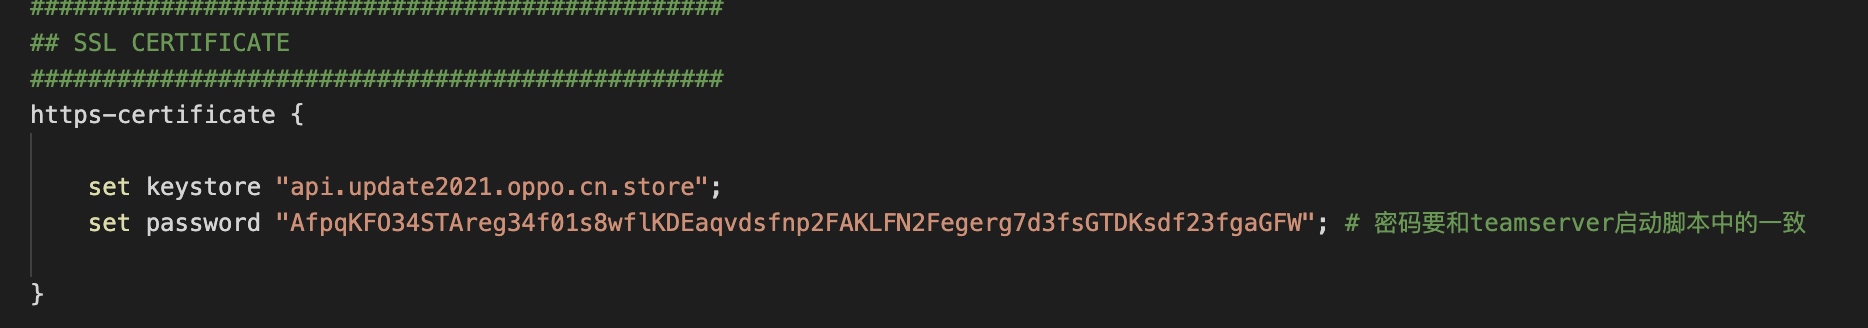 ################################################
## SSL CERTIFICATE
################################################
https-certificate {
set keystore "api.update2021.oppo.cn.store";
set password "AfpqKFO34STAreg34f01s8wflKDEaqvdsfnp2FAKLFN2Fegerg7d3fsGTDKsdf23fgaGFW"; # 密码要和teamserver启动脚本中的一致
}